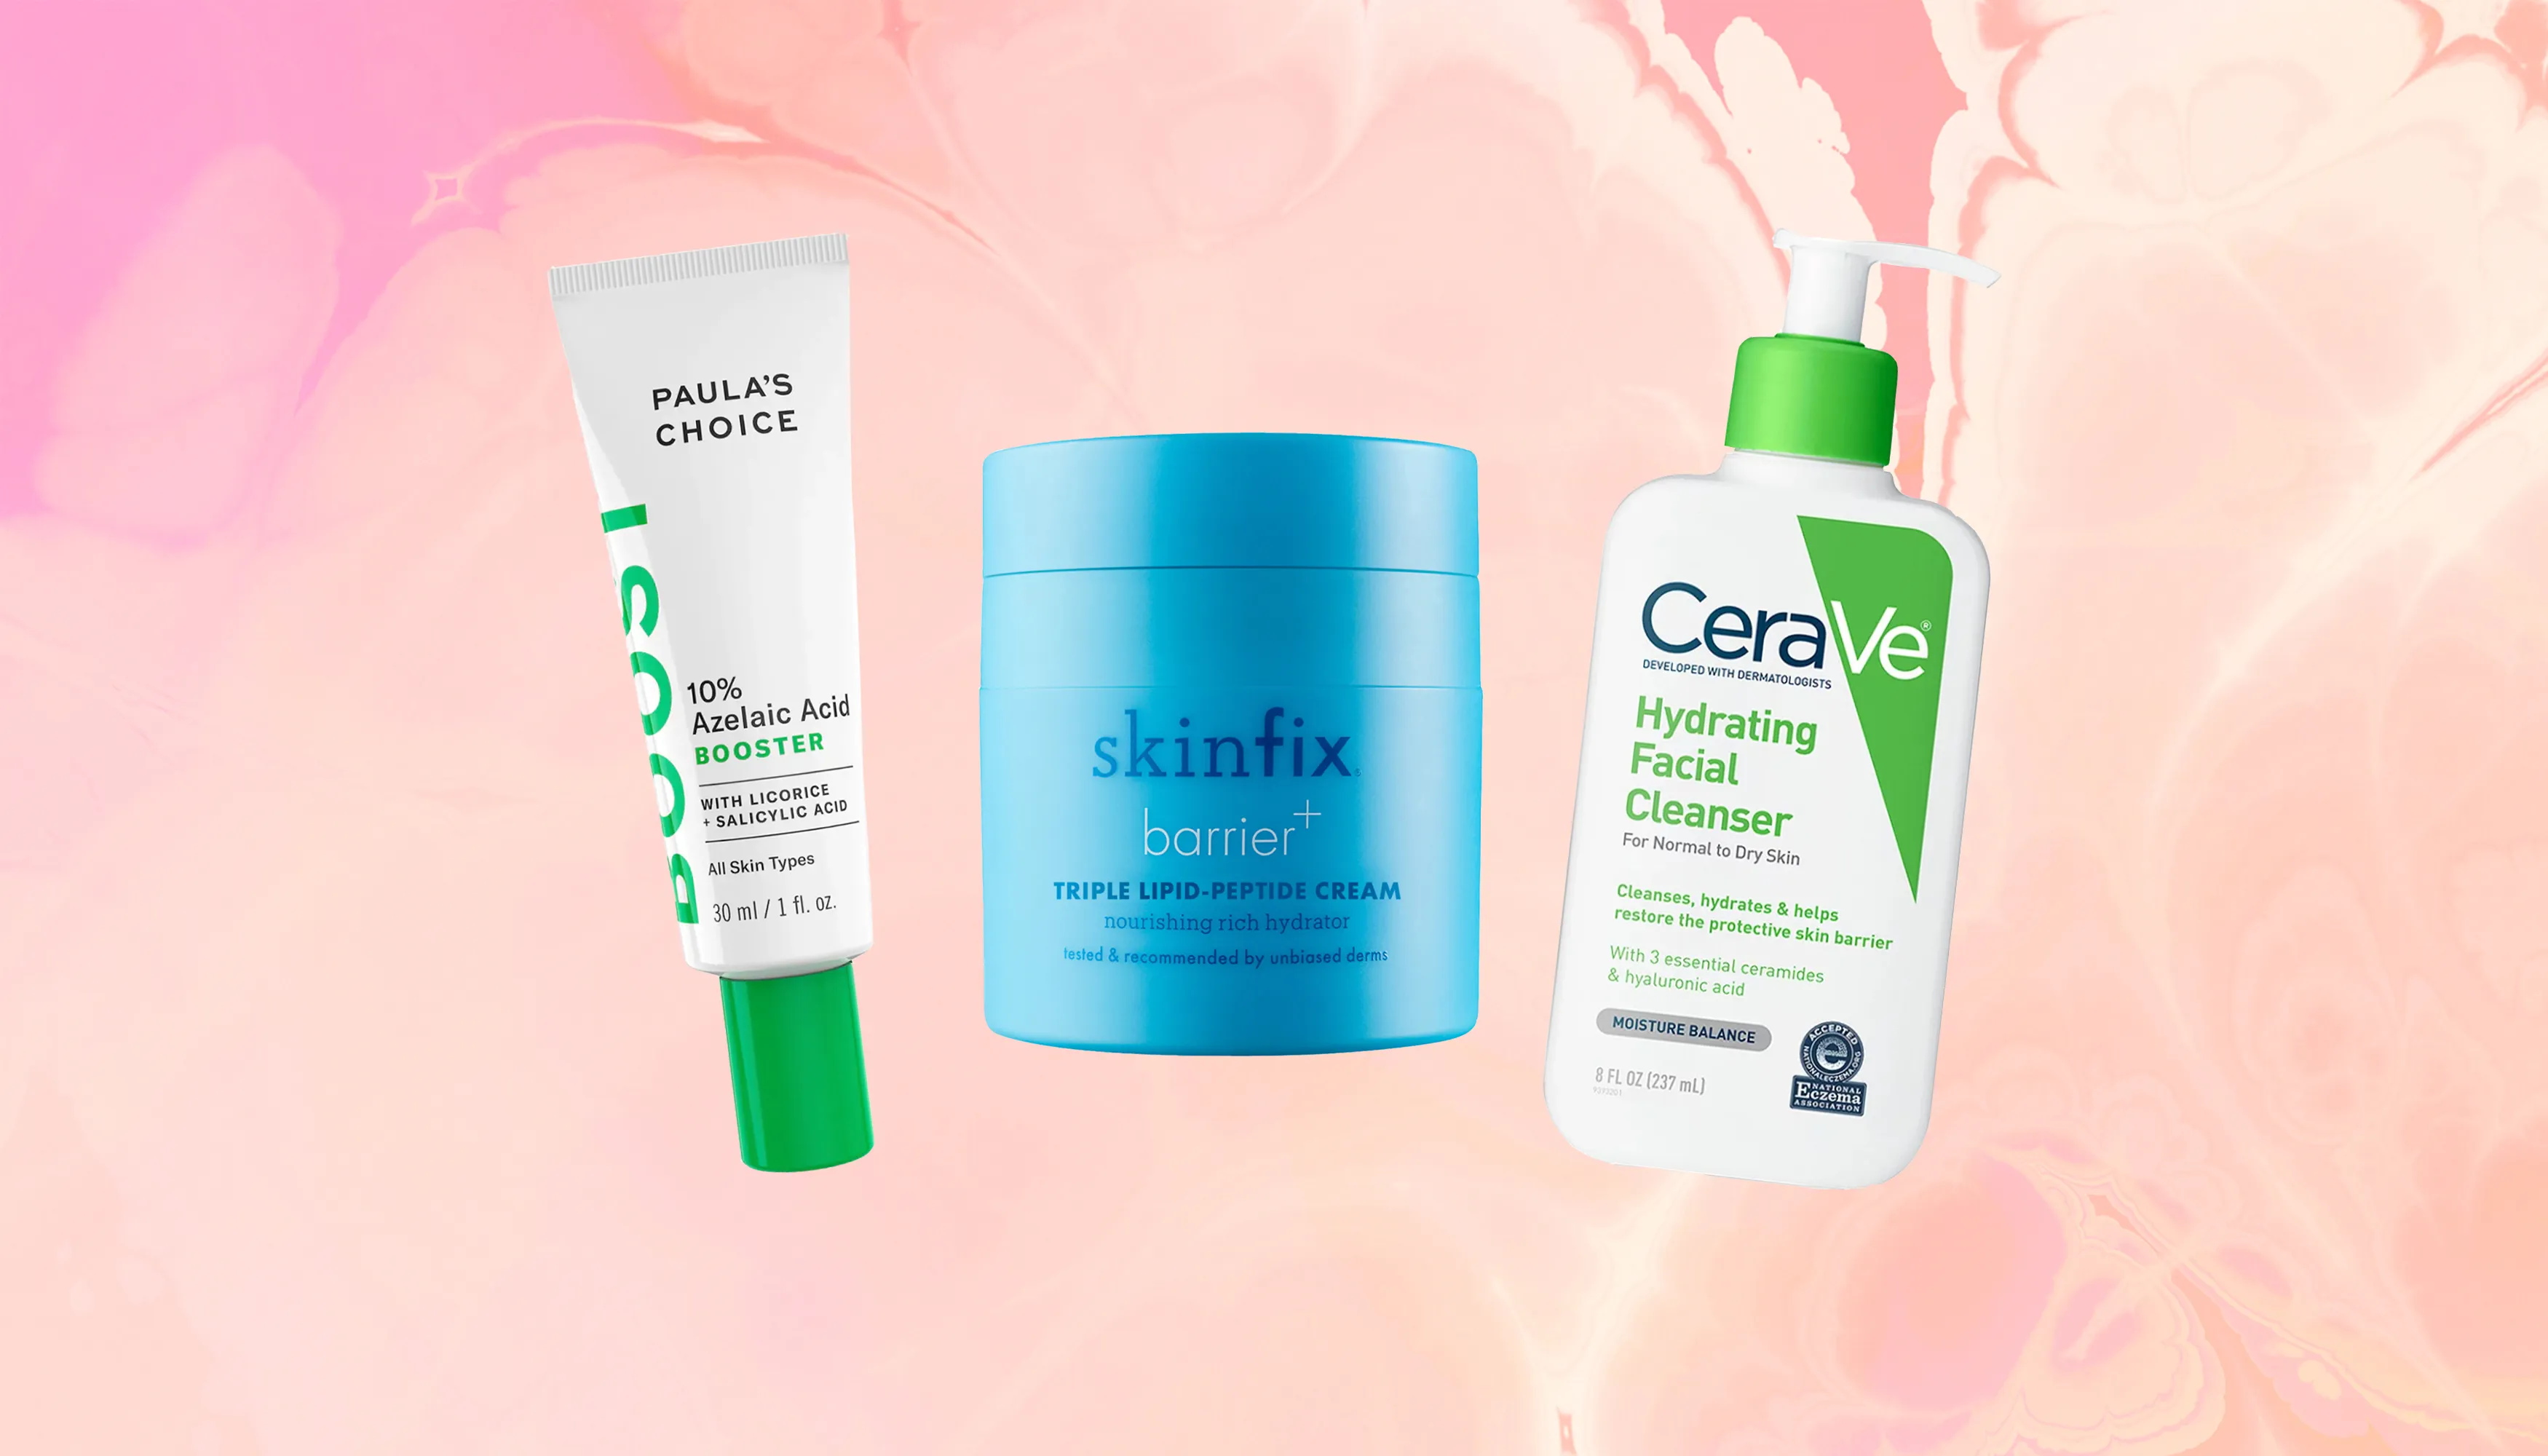 PAULA'S
CHOICE
BOOST
10%
Azelaic Acid
BOOSTER
WITH LICORICE
+ SALICYLIC ACID
All Skin Types
30 ml / 1 fl. oz.
skinfix
barrier+
TRIPLE LIPID-PEPTIDE CREAM
nourishing rich hydrator
tested & recommended by unbiased derms
CeraVe®
DEVELOPED WITH DERMATOLOGISTS
Hydrating
Facial
Cleanser
For Normal to Dry Skin
Cleanses, hydrates & helps
restore the protective skin barrier
With 3 essential ceramides
& hyaluronic acid
MOISTURE BALANCE
8 FL OZ (237 mL)
ACCEPTED
NATIONALECZEMA.ORG
NATIONAL
Eczema
ASSOCIATION